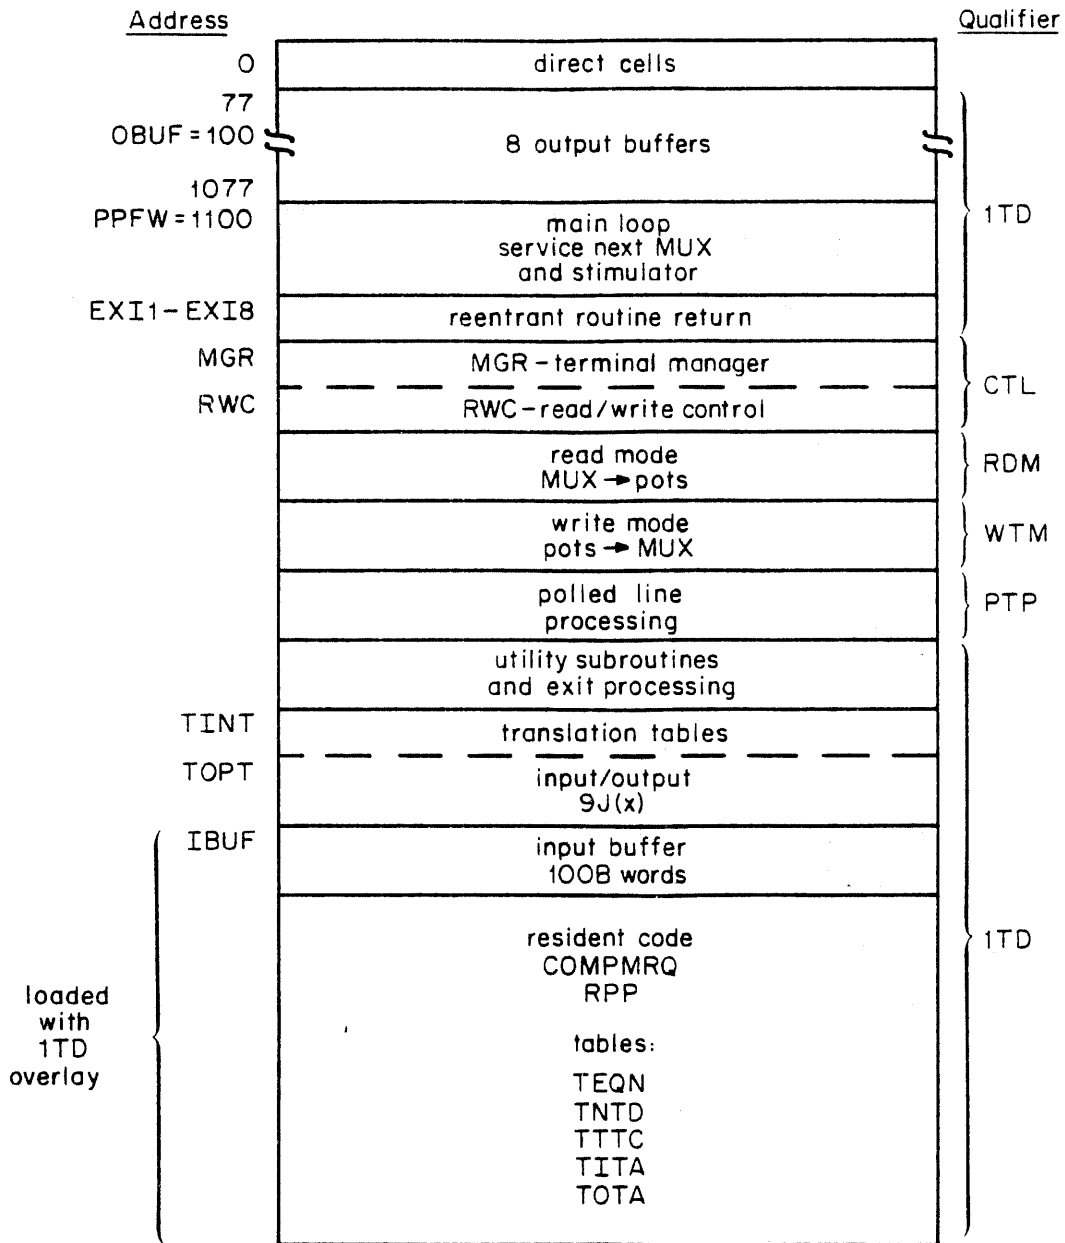 Address
Qualifier
0
direct cells
77
OBUF = 100
8 output buffers
1077
PPFW = 1100
main loop
service next MUX
and stimulator
1TD
EXI1-EXI8
reentrant routine return
MGR
MGR-terminal manager
CTL
RWC
RWC-read/write control
read mode
MUX → pots
RDM
write mode
pots → MUX
WTM
polled line
processing
PTP
utility subroutines
and exit processing
TINT
translation tables
TOPT
input/output
9J(x)
IBUF
input buffer
100B words
resident code
COMPMRQ
RPP
1TD
loaded
with
1TD
overlay
tables:
TEQN
TNTD
TTTC
TITA
TOTA